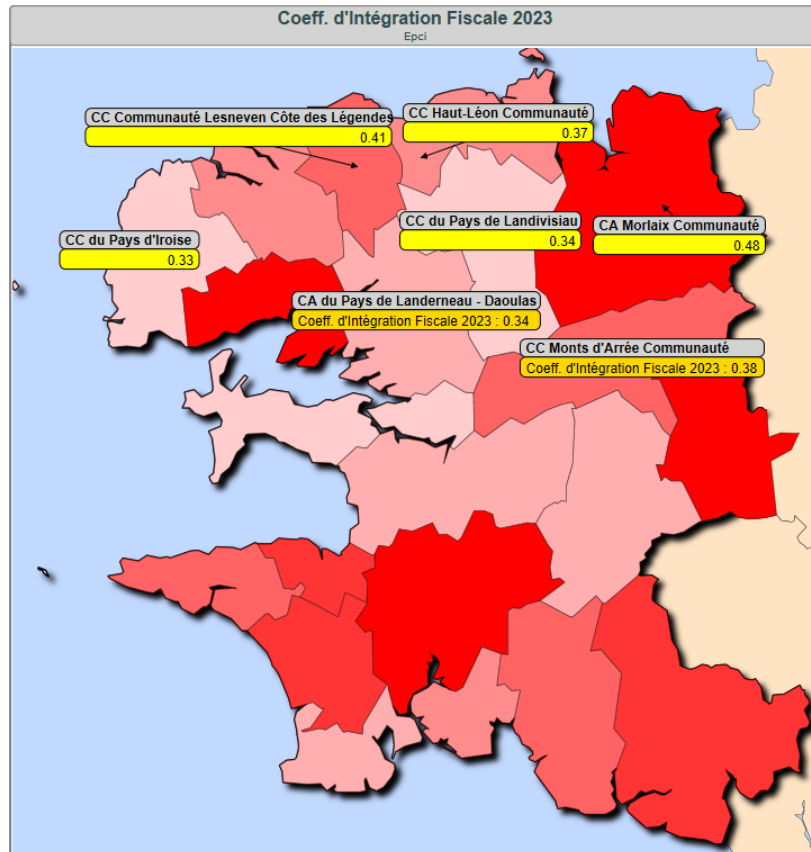 Coeff. d'Intégration Fiscale 2023
Epci
CC Communauté Lesneven Côte des Légendes
0.41
CC Haut-Léon Communauté
0.37
CC du Pays d'Iroise
0.33
CC du Pays de Landivisiau
0.34
CA Morlaix Communauté
0.48
CA du Pays de Landerneau - Daoulas
Coeff. d'Intégration Fiscale 2023 : 0.34
CC Monts d'Arrée Communauté
Coeff. d'Intégration Fiscale 2023 : 0.38